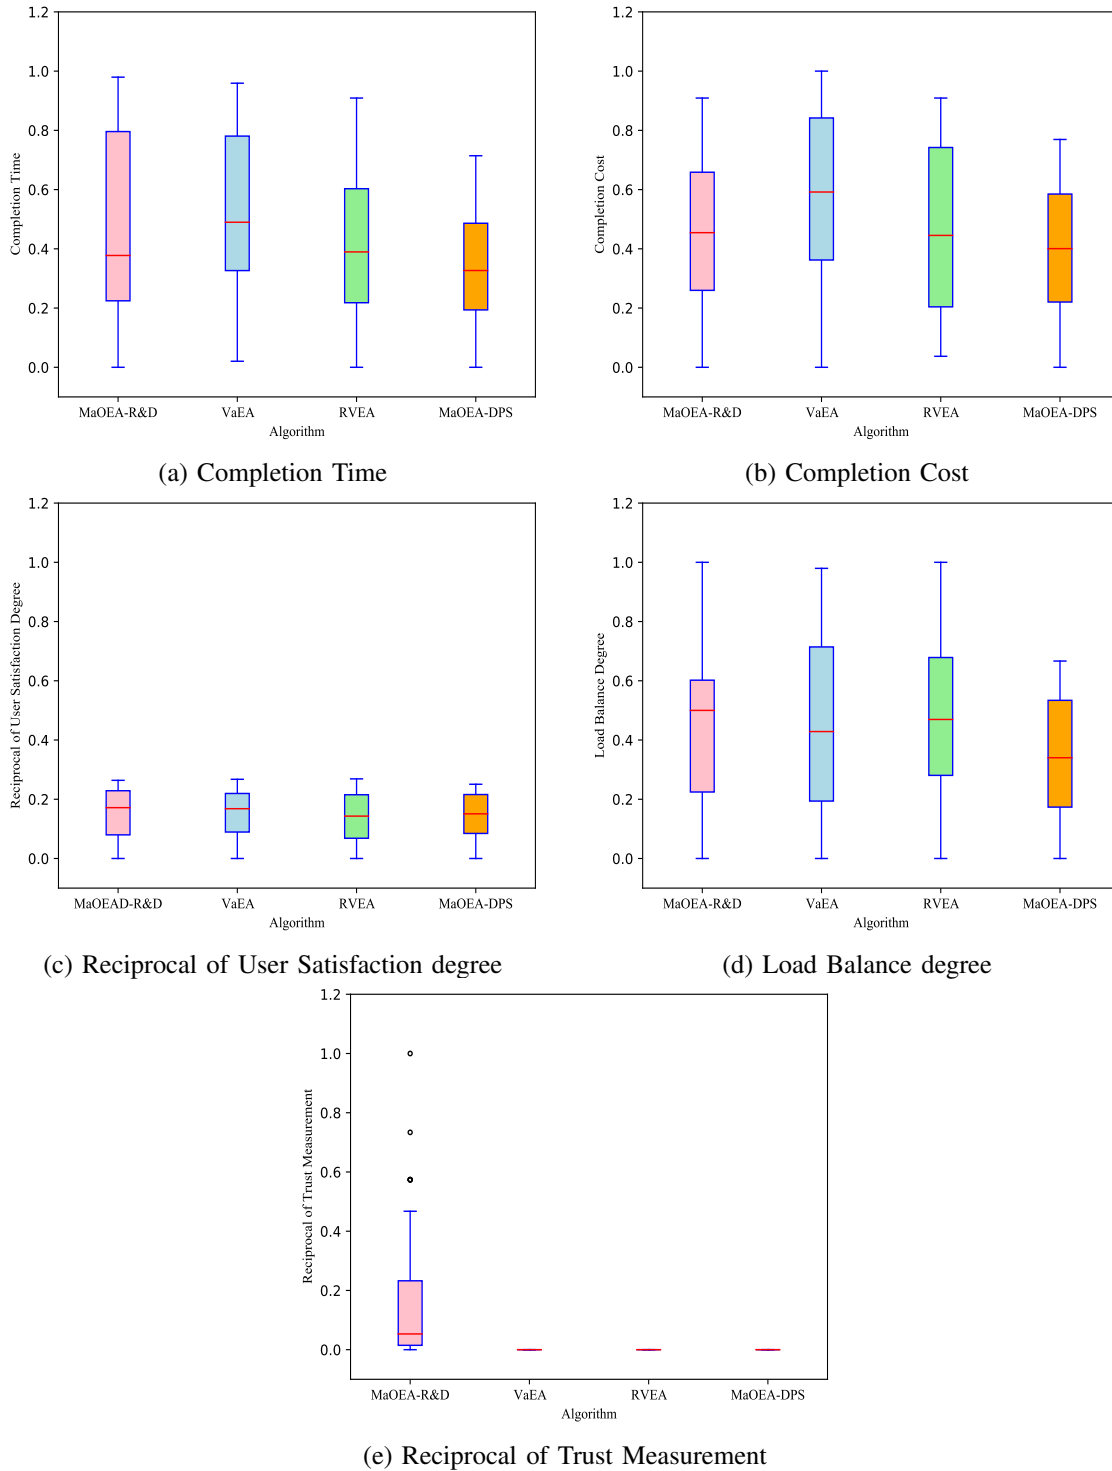 1.2
1.0
0.8
0.6
0.4
0.2
0.0
Completion Time
MaOEA-R&D VaEA RVEA MaOEA-DPS
Algorithm
(a) Completion Time
1.2
1.0
0.8
0.6
0.4
0.2
0.0
Completion Cost
MaOEA-R&D VaEA RVEA MaOEA-DPS
Algorithm
(b) Completion Cost
1.2
1.0
0.8
0.6
0.4
0.2
0.0
Reciprocal of User Satisfaction Degree
MaOEAD-R&D VaEA RVEA MaOEA-DPS
Algorithm
(c) Reciprocal of User Satisfaction degree
1.2
1.0
0.8
0.6
0.4
0.2
0.0
Load Balance Degree
MaOEA-R&D VaEA RVEA MaOEA-DPS
Algorithm
(d) Load Balance degree
1.2
1.0
0.8
0.6
0.4
0.2
0.0
Reciprocal of Trust Measurement
MaOEA-R&D VaEA RVEA MaOEA-DPS
Algorithm
(e) Reciprocal of Trust Measurement